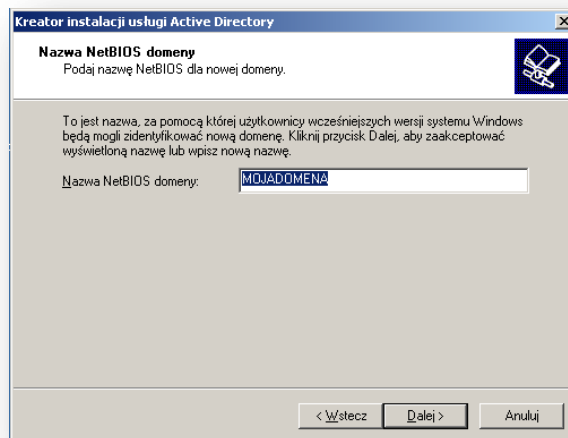 Kreator instalacji usługi Active Directory
Nazwa NetBIOS domeny
Podaj nazwę NetBIOS dla nowej domeny.
To jest nazwa, za pomocą której użytkownicy wcześniejszych wersji systemu Windows
będą mogli zidentyfikować nową domenę. Kliknij przycisk Dalej, aby zaakceptować
wyświetloną nazwę lub wpisz nową nazwę.
Nazwa NetBIOS domeny: MOJADOMENA
< Wstecz Dalej > Anuluj